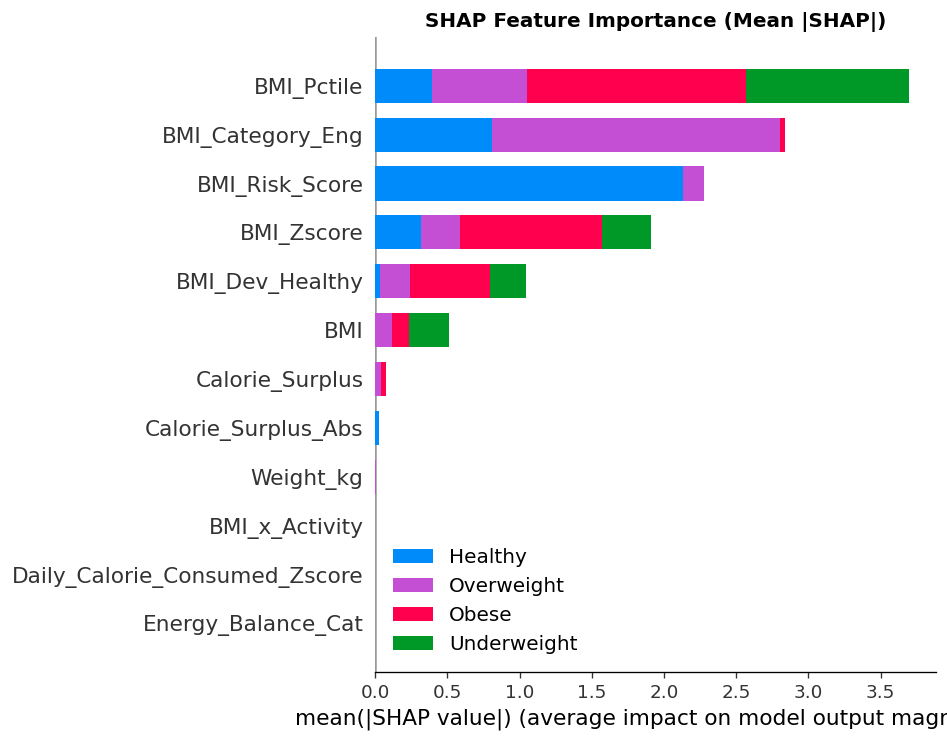 SHAP Feature Importance (Mean |SHAP|)
BMI_Pctile
BMI_Category_Eng
BMI_Risk_Score
BMI_Zscore
BMI_Dev_Healthy
BMI
Calorie_Surplus
Calorie_Surplus_Abs
Weight_kg
BMI_x_Activity
Daily_Calorie_Consumed_Zscore
Energy_Balance_Cat
Healthy
Overweight
Obese
Underweight
0.0 0.5 1.0 1.5 2.0 2.5 3.0 3.5
mean(|SHAP value|) (average impact on model output magr